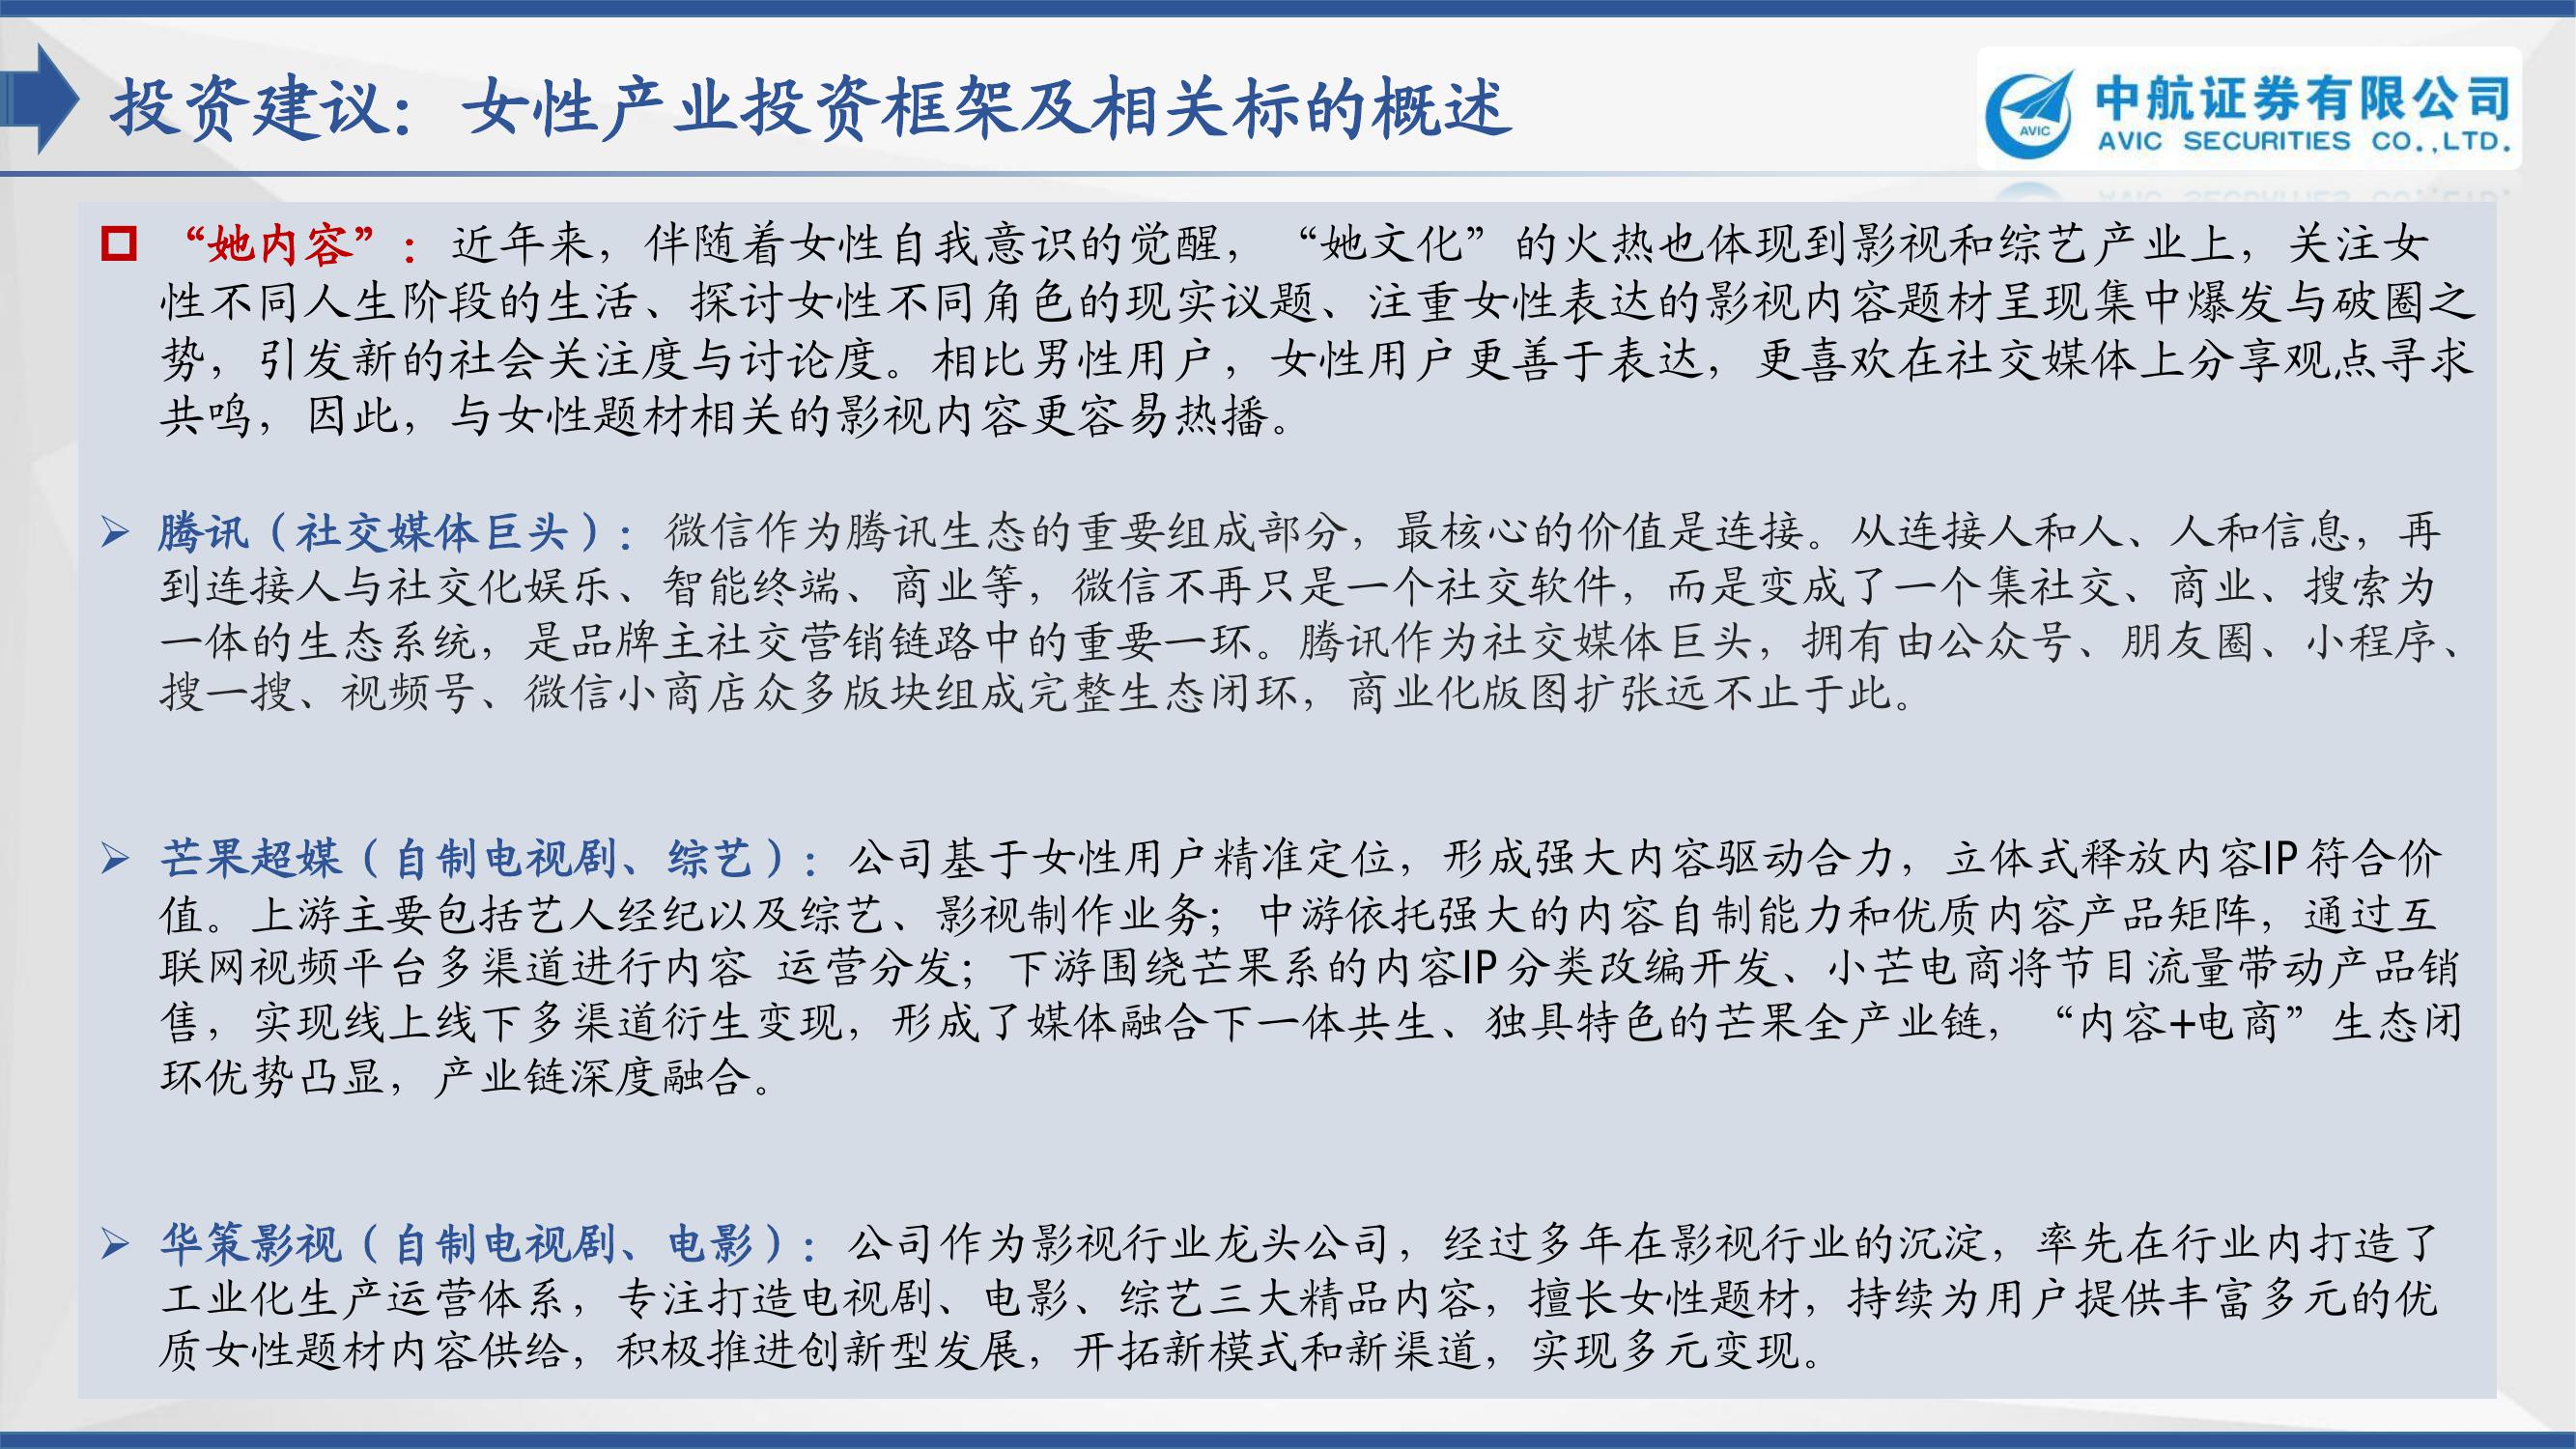 投资建议：女性产业投资框架及相关标的概述
中航证券有限公司
AVIC
AVIC SECURITIES CO.,LTD.
“她内容”：近年来，伴随着女性自我意识的觉醒，“她文化”的火热也体现到影视和综艺产业上，关注女
性不同人生阶段的生活、探讨女性不同角色的现实议题、注重女性表达的影视内容题材呈现集中爆发与破圈之
势，引发新的社会关注度与讨论度。相比男性用户，女性用户更善于表达，更喜欢在社交媒体上分享观点寻求
共鸣，因此，与女性题材相关的影视内容更容易热播。
腾讯（社交媒体巨头）：微信作为腾讯生态的重要组成部分，最核心的价值是连接。从连接人和人、人和信息，再
到连接人与社交化娱乐、智能终端、商业等，微信不再只是一个社交软件，而是变成了一个集社交、商业、搜索为
一体的生态系统，是品牌主社交营销链路中的重要一环。腾讯作为社交媒体巨头，拥有由公众号、朋友圈、小程序、
搜一搜、视频号、微信小商店众多版块组成完整生态闭环，商业化版图扩张远不止于此。
芒果超媒（自制电视剧、综艺）：公司基于女性用户精准定位，形成强大内容驱动合力，立体式释放内容IP符合价
值。上游主要包括艺人经纪以及综艺、影视制作业务；中游依托强大的内容自制能力和优质内容产品矩阵，通过互
联网视频平台多渠道进行内容 运营分发；下游围绕芒果系的内容IP分类改编开发、小芒电商将节目流量带动产品销
售，实现线上线下多渠道衍生变现，形成了媒体融合下一体共生、独具特色的芒果全产业链，“内容+电商”生态闭
环优势凸显，产业链深度融合。
华策影视（自制电视剧、电影）：公司作为影视行业龙头公司，经过多年在影视行业的沉淀，率先在行业内打造了
工业化生产运营体系，专注打造电视剧、电影、综艺三大精品内容，擅长女性题材，持续为用户提供丰富多元的优
质女性题材内容供给，积极推进创新型发展，开拓新模式和新渠道，实现多元变现。